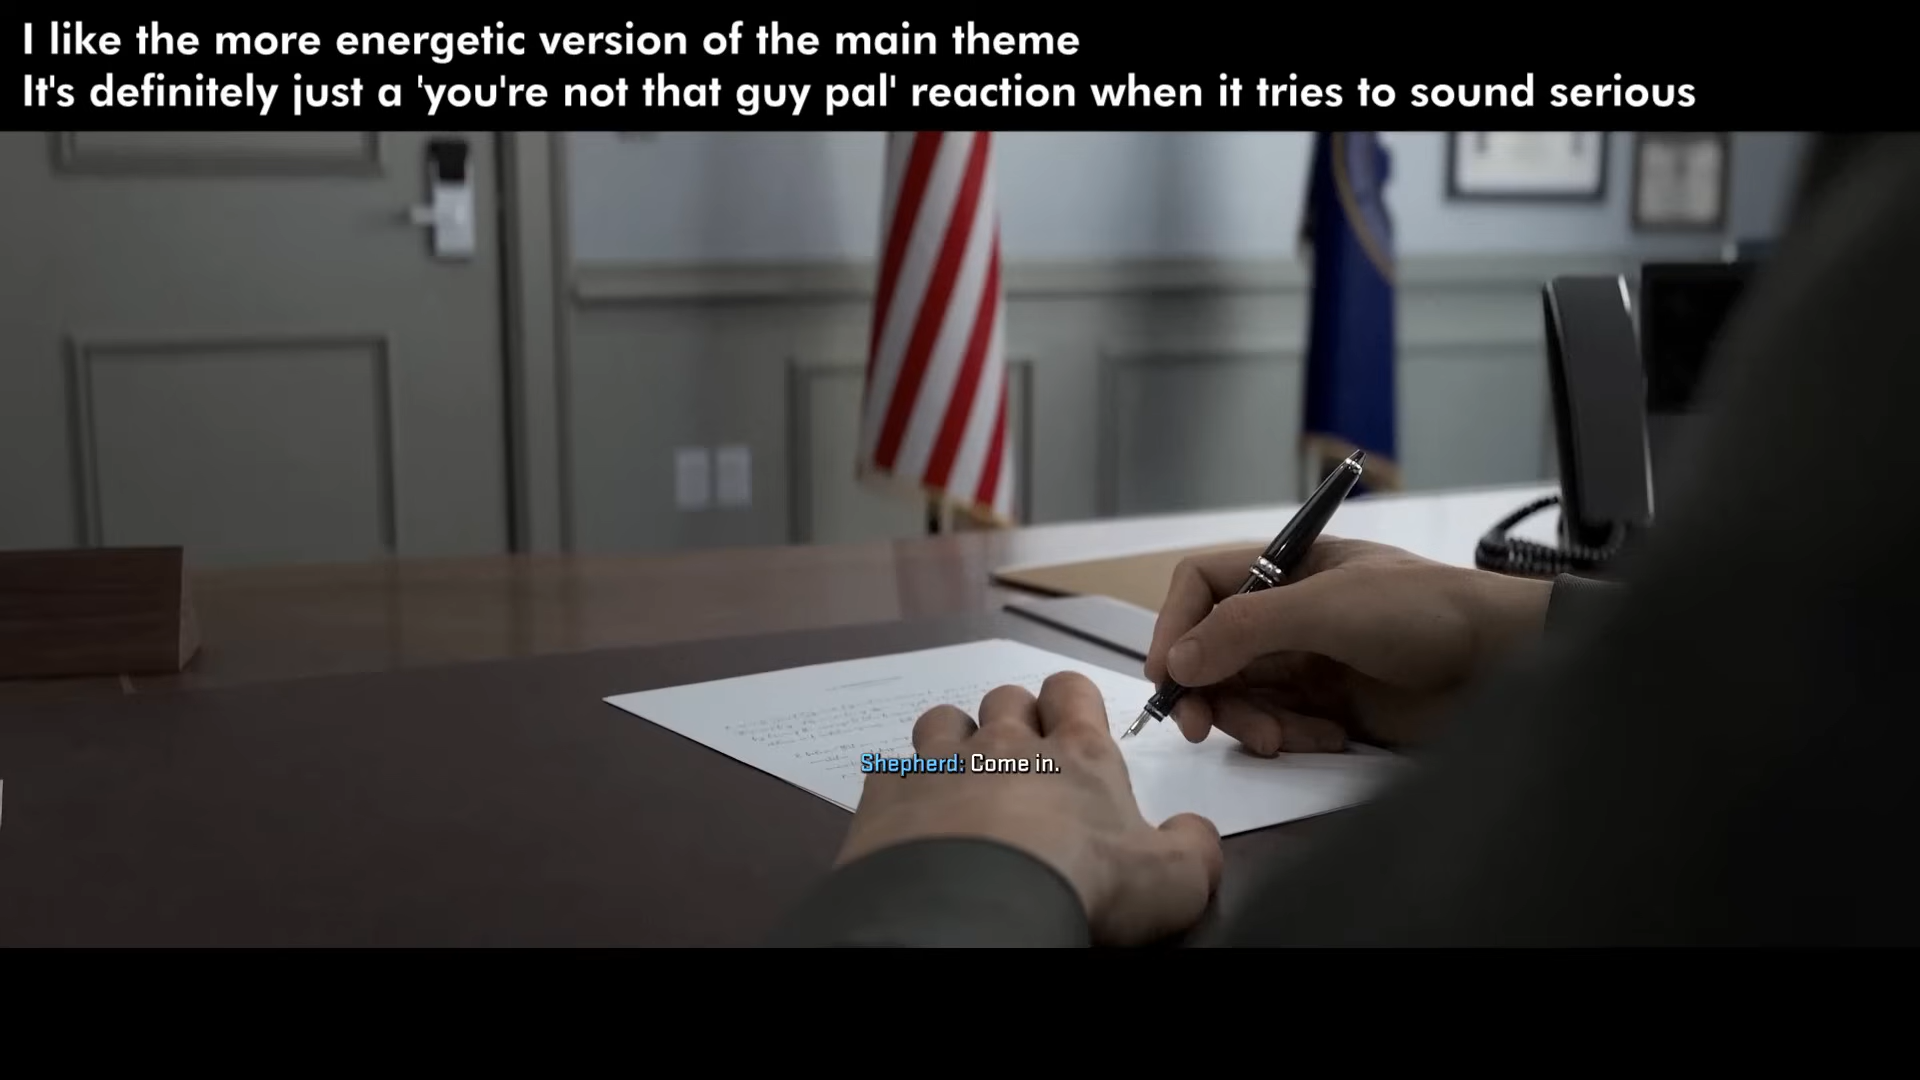 I like the more energetic version of the main theme
It's definitely just a 'you're not that guy pal' reaction when it tries to sound serious
Shepherd: Come in.